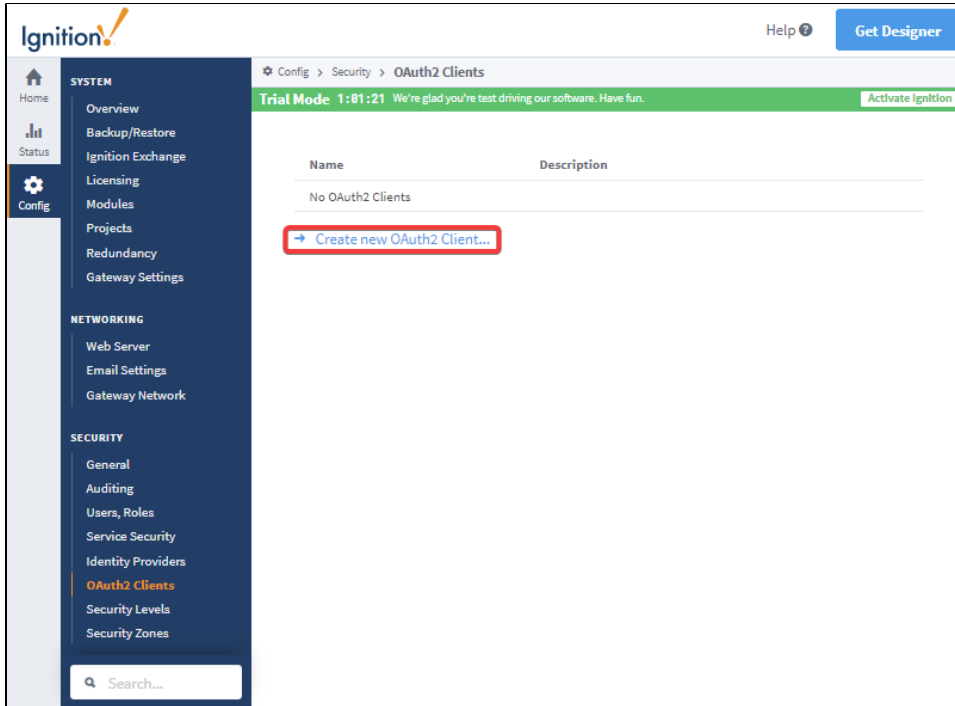 Ignition!
Help ?
Get Designer
Home
Status
Config
SYSTEM
Overview
Backup/Restore
Ignition Exchange
Licensing
Modules
Projects
Redundancy
Gateway Settings
NETWORKING
Web Server
Email Settings
Gateway Network
SECURITY
General
Auditing
Users, Roles
Service Security
Identity Providers
OAuth2 Clients
Security Levels
Security Zones
Search...
Config > Security > OAuth2 Clients
Trial Mode 1:01:21 We're glad you're test driving our software. Have fun. Activate Ignition
Name Description
No OAuth2 Clients
→ Create new OAuth2 Client...